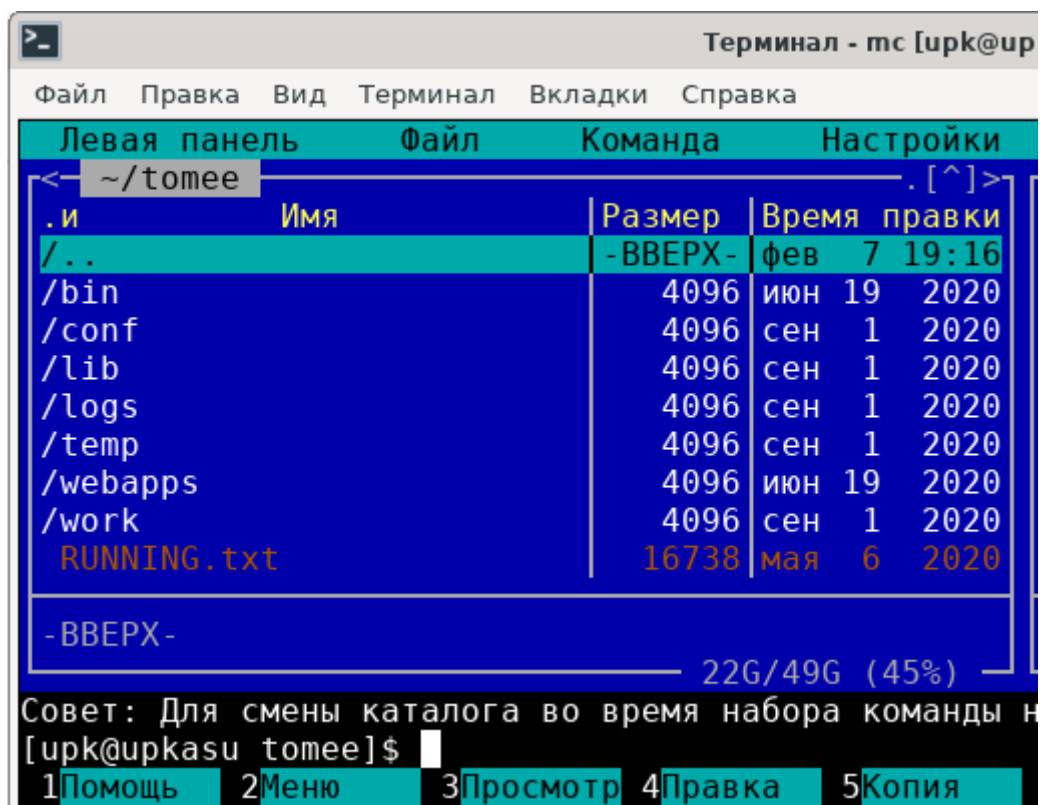 Терминал - mc [upk@up
Файл Правка Вид Терминал Вкладки Справка
Левая панель Файл Команда Настройки
<─ ~/tomee .[^]>
.и Имя Размер Время правки
/.. -ВВЕРХ- фев 7 19:16
/bin 4096 июн 19 2020
/conf 4096 сен 1 2020
/lib 4096 сен 1 2020
/logs 4096 сен 1 2020
/temp 4096 сен 1 2020
/webapps 4096 июн 19 2020
/work 4096 сен 1 2020
RUNNING.txt 16738 мая 6 2020
-ВВЕРХ-
22G/49G (45%)
Совет: Для смены каталога во время набора команды н
[upk@upkasu tomee]$
1Помощь 2Меню 3Просмотр 4Правка 5Копия